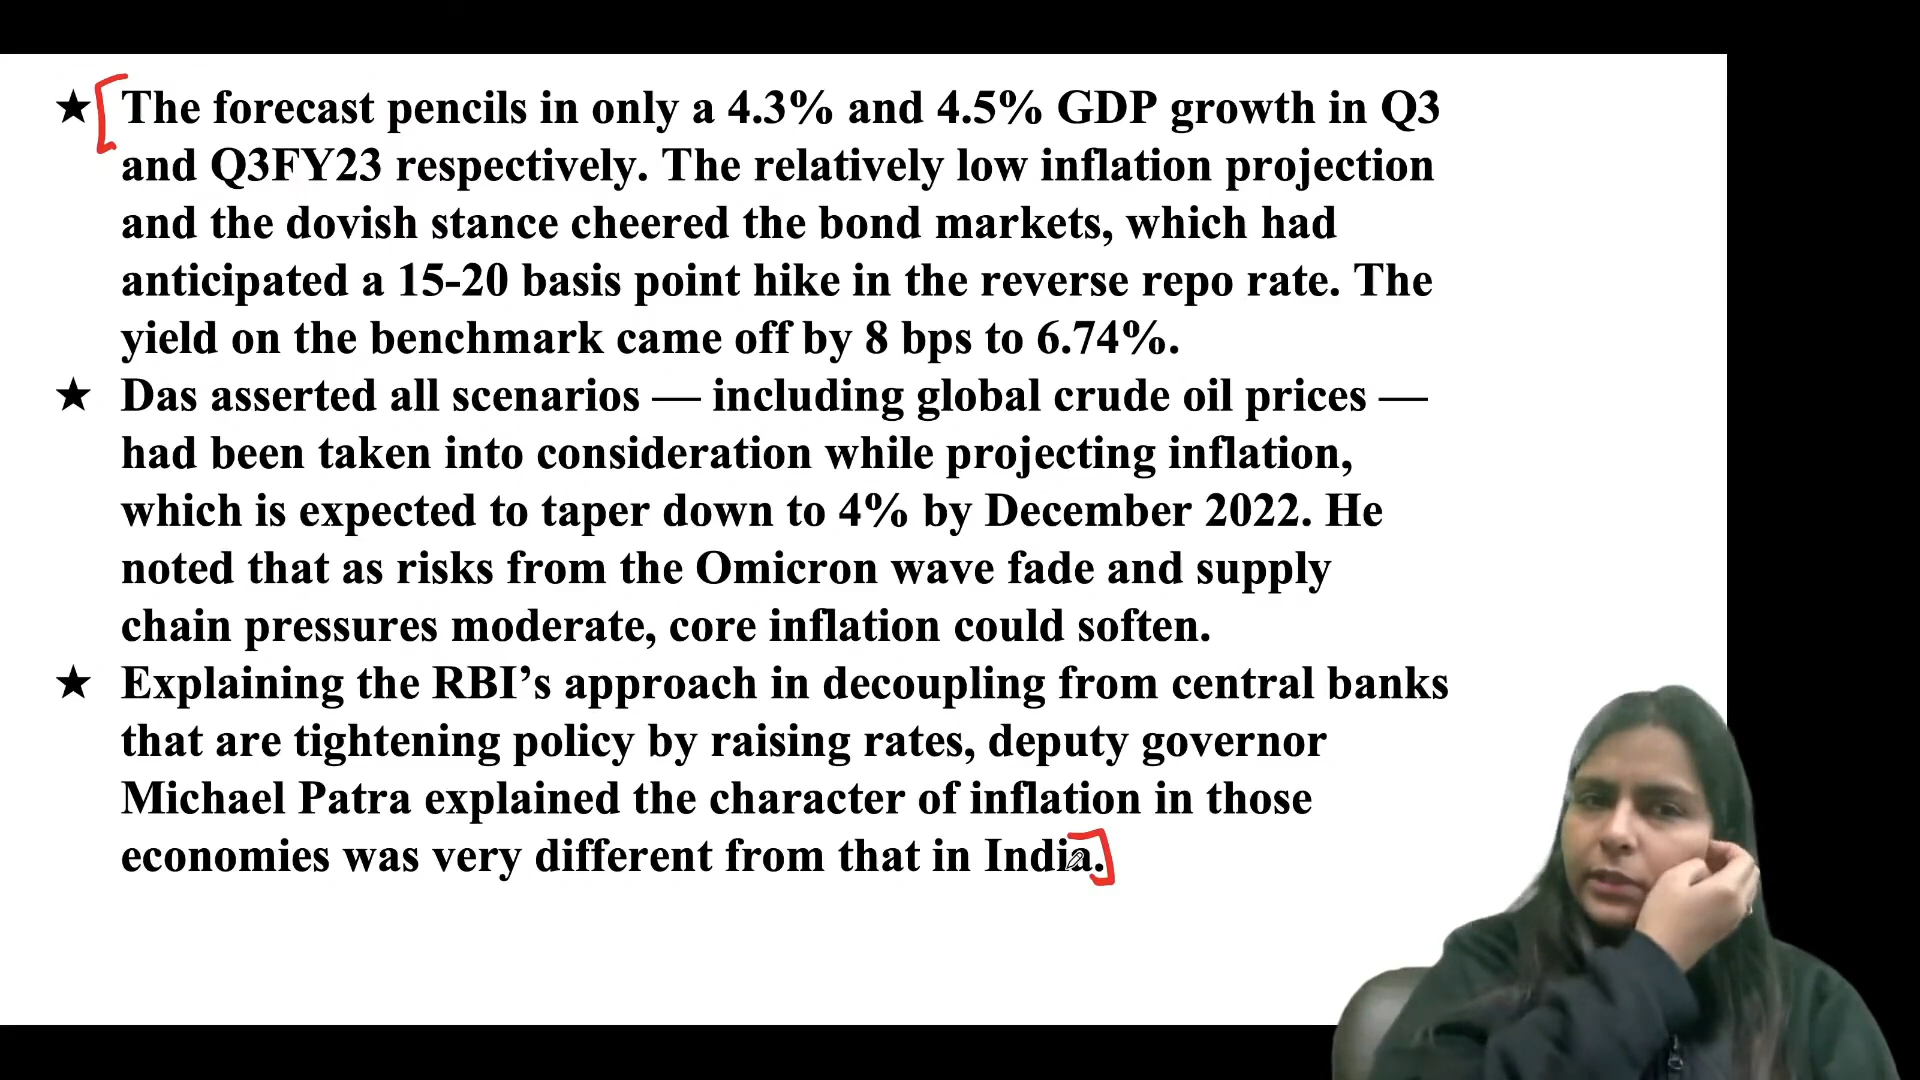 ★ The forecast pencils in only a 4.3% and 4.5% GDP growth in Q3
and Q3FY23 respectively. The relatively low inflation projection
and the dovish stance cheered the bond markets, which had
anticipated a 15-20 basis point hike in the reverse repo rate. The
yield on the benchmark came off by 8 bps to 6.74%.
★ Das asserted all scenarios — including global crude oil prices —
had been taken into consideration while projecting inflation,
which is expected to taper down to 4% by December 2022. He
noted that as risks from the Omicron wave fade and supply
chain pressures moderate, core inflation could soften.
★ Explaining the RBI’s approach in decoupling from central banks
that are tightening policy by raising rates, deputy governor
Michael Patra explained the character of inflation in those
economies was very different from that in India.